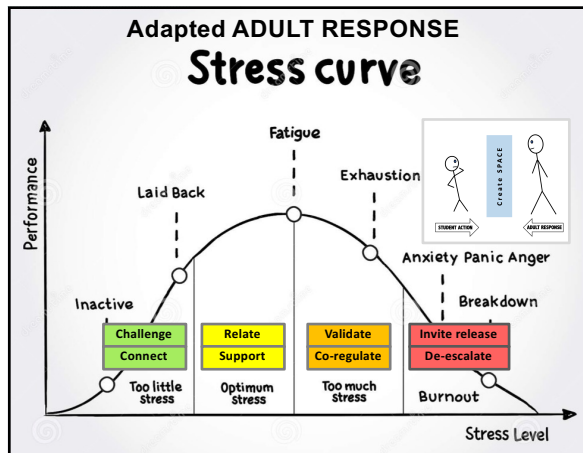 Adapted ADULT RESPONSE
Stress curve
Performance
Inactive
Laid Back
Fatigue
Exhaustion
Anxiety Panic Anger
Breakdown
Create SPACE
STUDENT ACTION
ADULT RESPONSE
Challenge
Connect
Relate
Support
Validate
Co-regulate
Invite release
De-escalate
Too little
stress
Optimum
stress
Too much
stress
Burnout
Stress Level